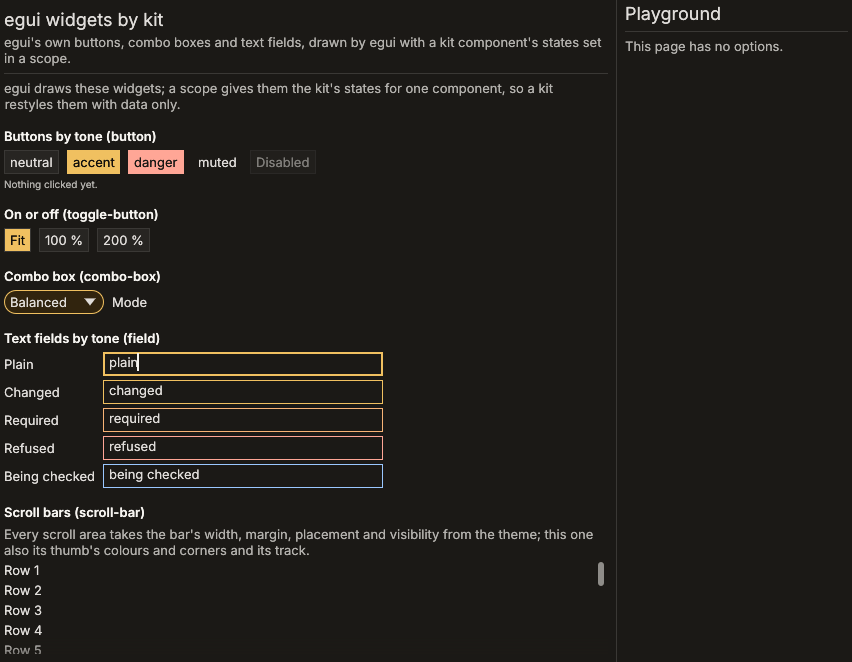 egui widgets by kit
egui's own buttons, combo boxes and text fields, drawn by egui with a kit component's states set
in a scope.
egui draws these widgets; a scope gives them the kit's states for one component, so a kit
restyles them with data only.
Buttons by tone (button)
neutral accent danger muted Disabled
Nothing clicked yet.
On or off (toggle-button)
Fit 100 % 200 %
Combo box (combo-box)
Balanced Mode
Text fields by tone (field)
Plain plain
Changed changed
Required required
Refused refused
Being checked being checked
Scroll bars (scroll-bar)
Every scroll area takes the bar's width, margin, placement and visibility from the theme; this one
also its thumb's colours and corners and its track.
Row 1
Row 2
Row 3
Row 4
Row 5
Playground
This page has no options.